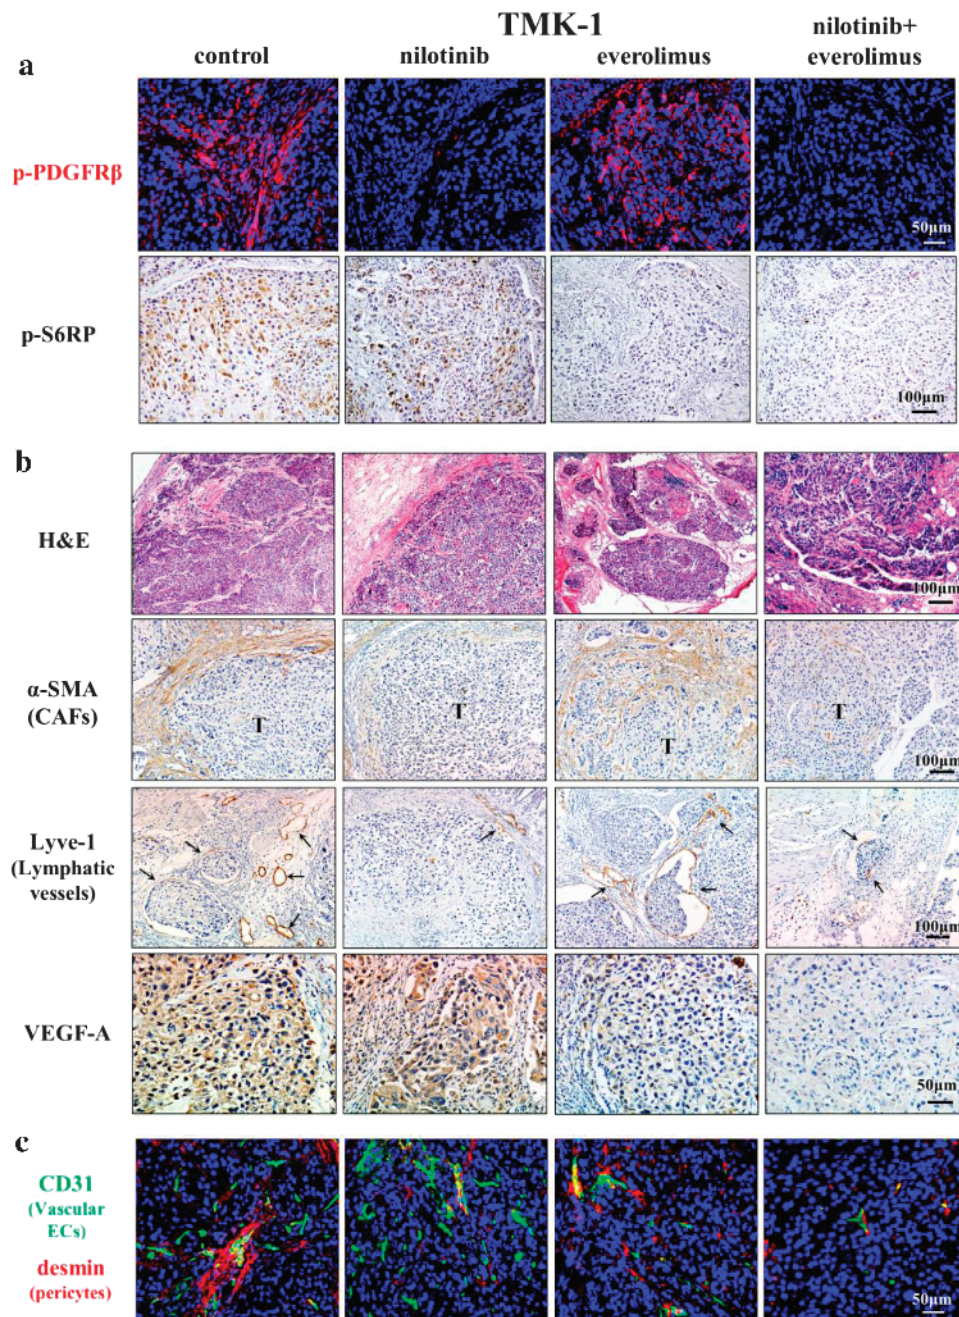 TMK-1
control nilotinib everolimus nilotinib+
everolimus
a
p-PDGFRβ
50µm
p-S6RP
100µm
b
H&E
100µm
α-SMA
(CAFs)
T T T T
100µm
Lyve-1
(Lymphatic
vessels)
100µm
VEGF-A
50µm
c
CD31
(Vascular
ECs)
desmin
(pericytes)
50µm